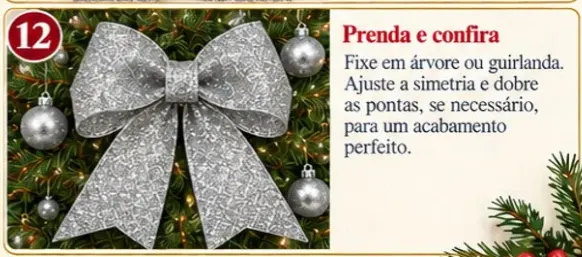 12
Prenda e confira
Fixe em árvore ou guirlanda.
Ajuste a simetria e dobre
as pontas, se necessário,
para um acabamento
perfeito.